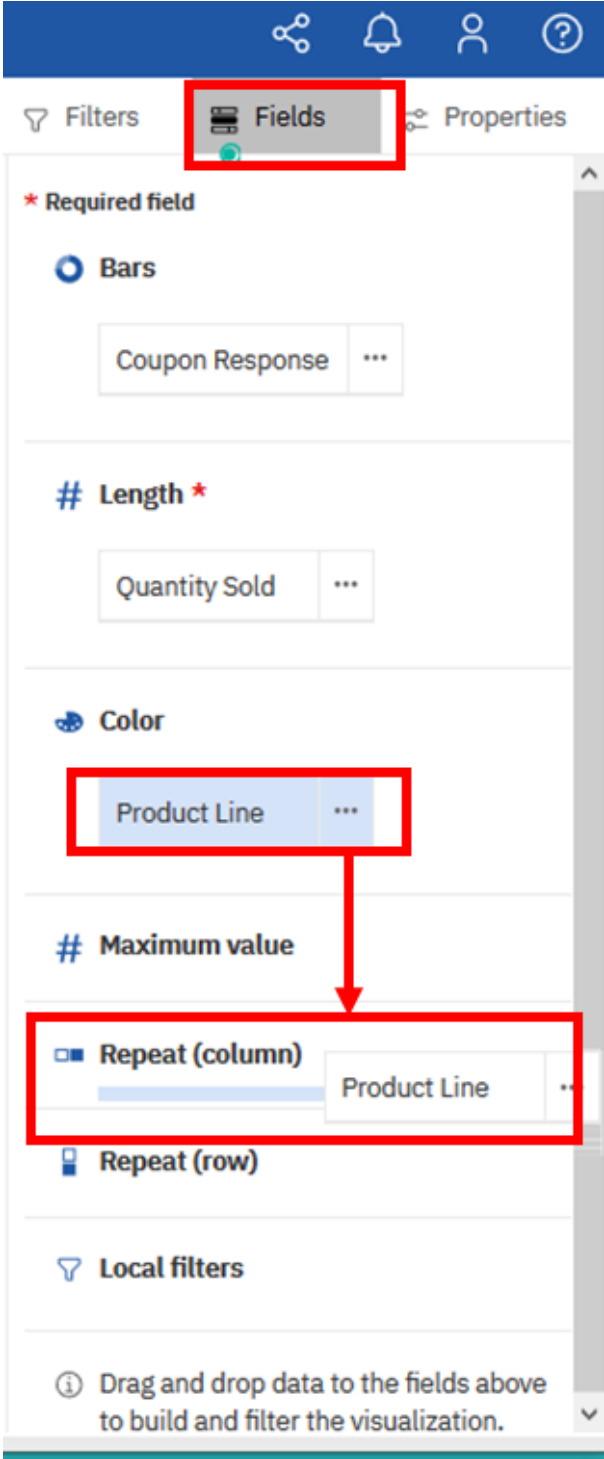 Filters
Fields
Properties
* Required field
Bars
Coupon Response ...
# Length *
Quantity Sold ...
Color
Product Line ...
# Maximum value
Repeat (column)
Product Line ...
Repeat (row)
Local filters
Drag and drop data to the fields above
to build and filter the visualization.